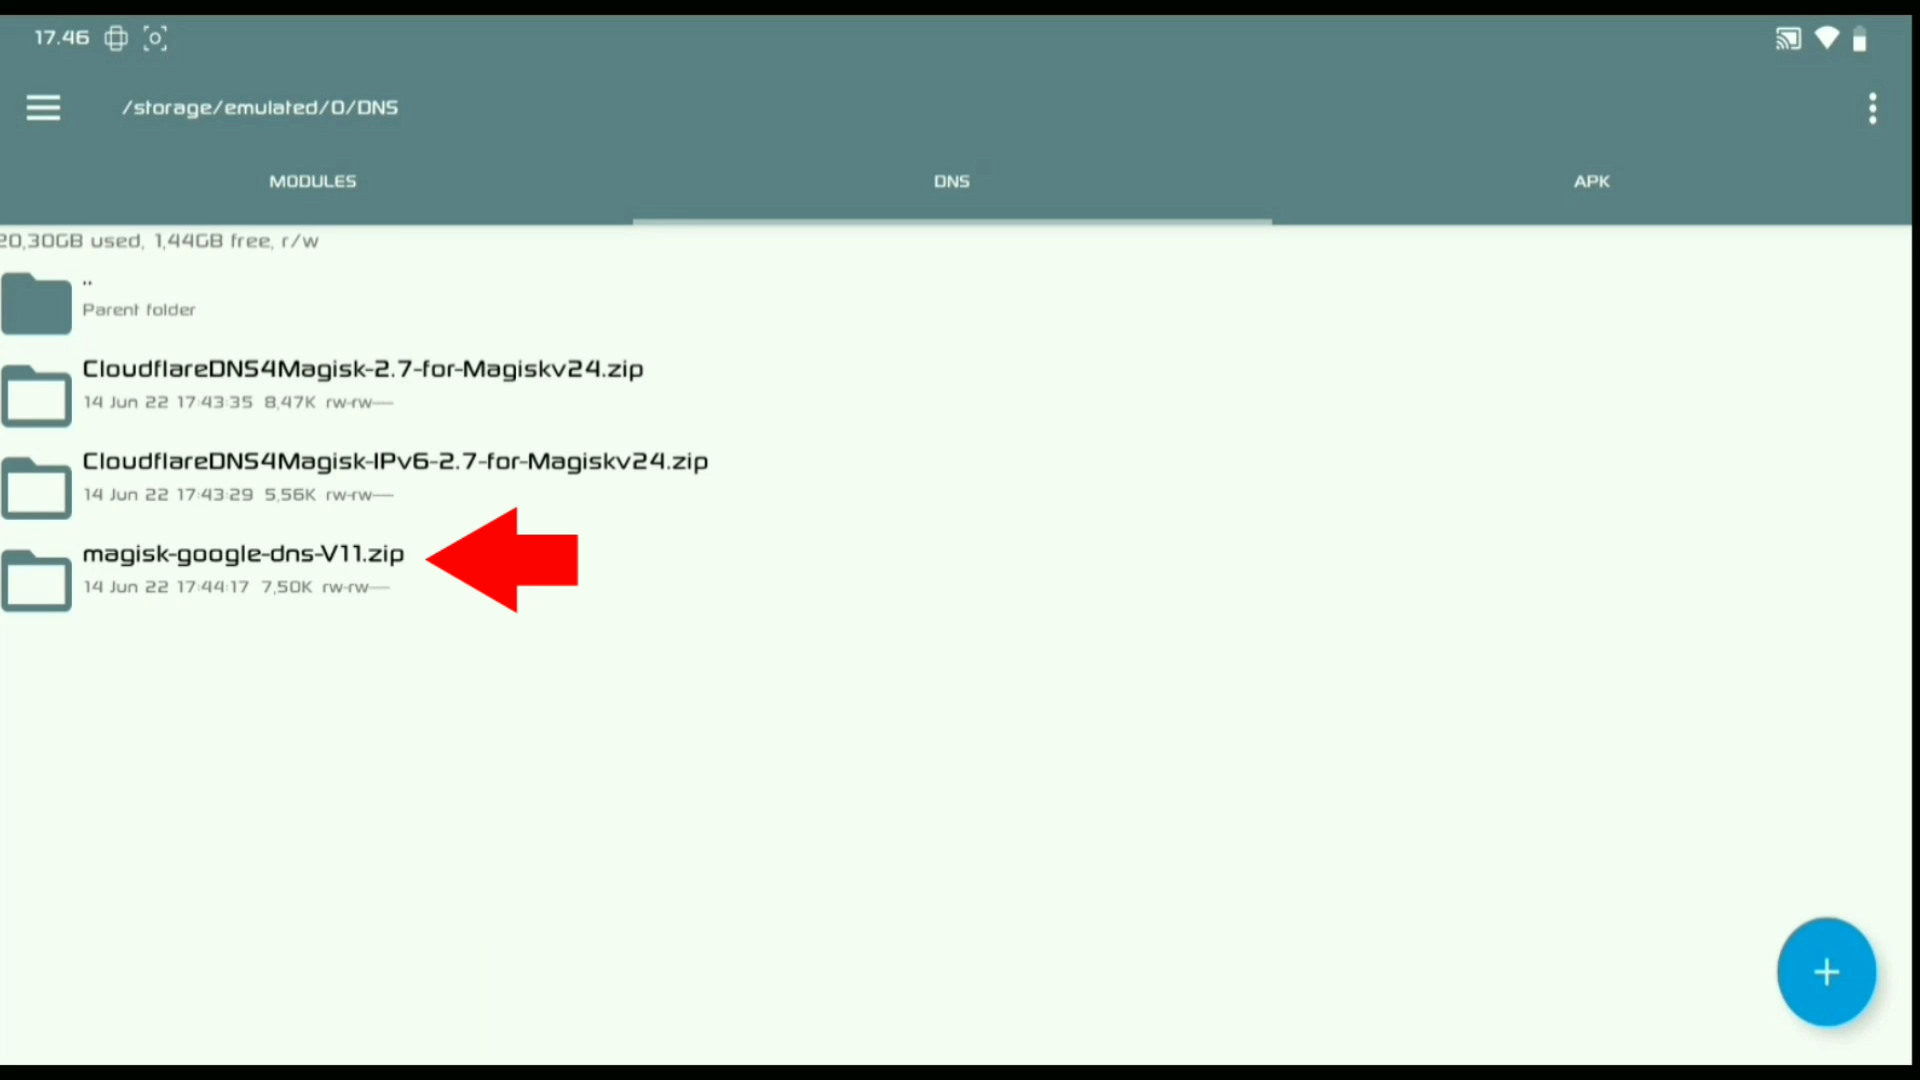 17.46
/storage/emulated/0/DNS
MODULES
DNS
APK
20,30GB used, 1,44GB free, r/w
..
Parent folder
CloudflareDNS4Magisk-2.7-for-Magiskv24.zip
14 Jun 22 17:43:35 8,47K rw-rw----
CloudflareDNS4Magisk-IPv6-2.7-for-Magiskv24.zip
14 Jun 22 17:43:29 5,56K rw-rw----
magisk-google-dns-V11.zip
14 Jun 22 17:44:17 7,50K rw-rw----